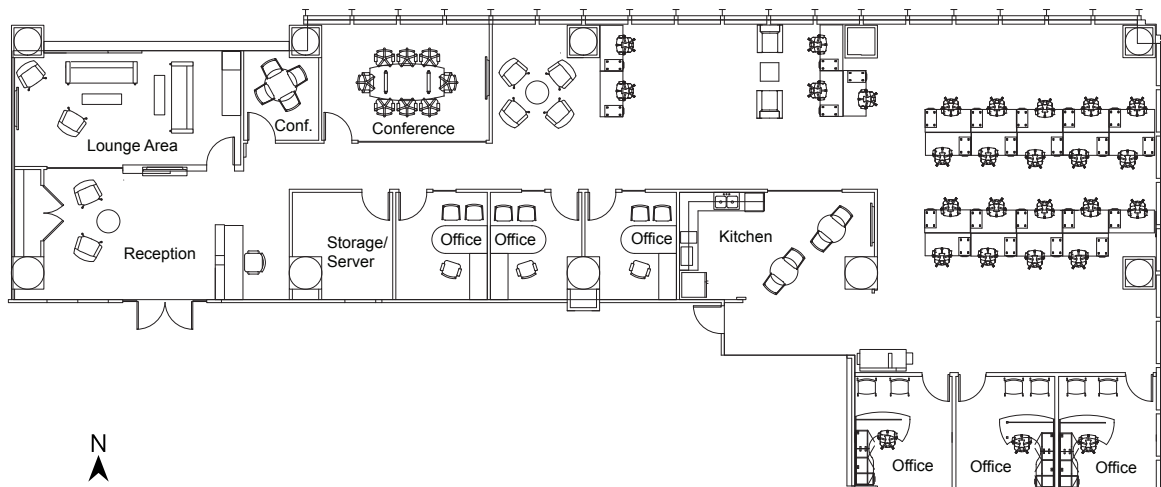 Lounge Area
Conf.
Conference
Reception
Storage/
Server
Office
Office
Office
Kitchen
N
Office
Office
Office